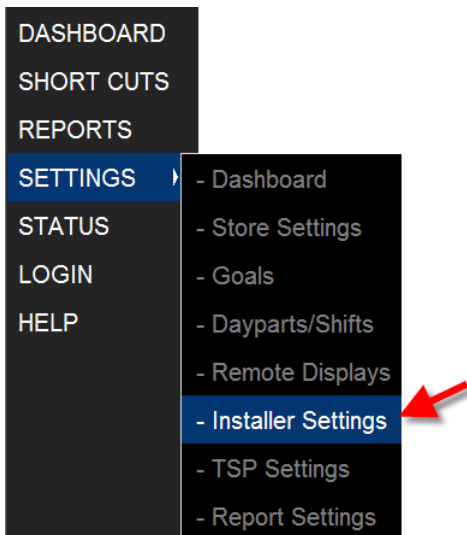 DASHBOARD
SHORT CUTS
REPORTS
SETTINGS
STATUS
LOGIN
HELP
- Dashboard
- Store Settings
- Goals
- Dayparts/Shifts
- Remote Displays
- Installer Settings
- TSP Settings
- Report Settings